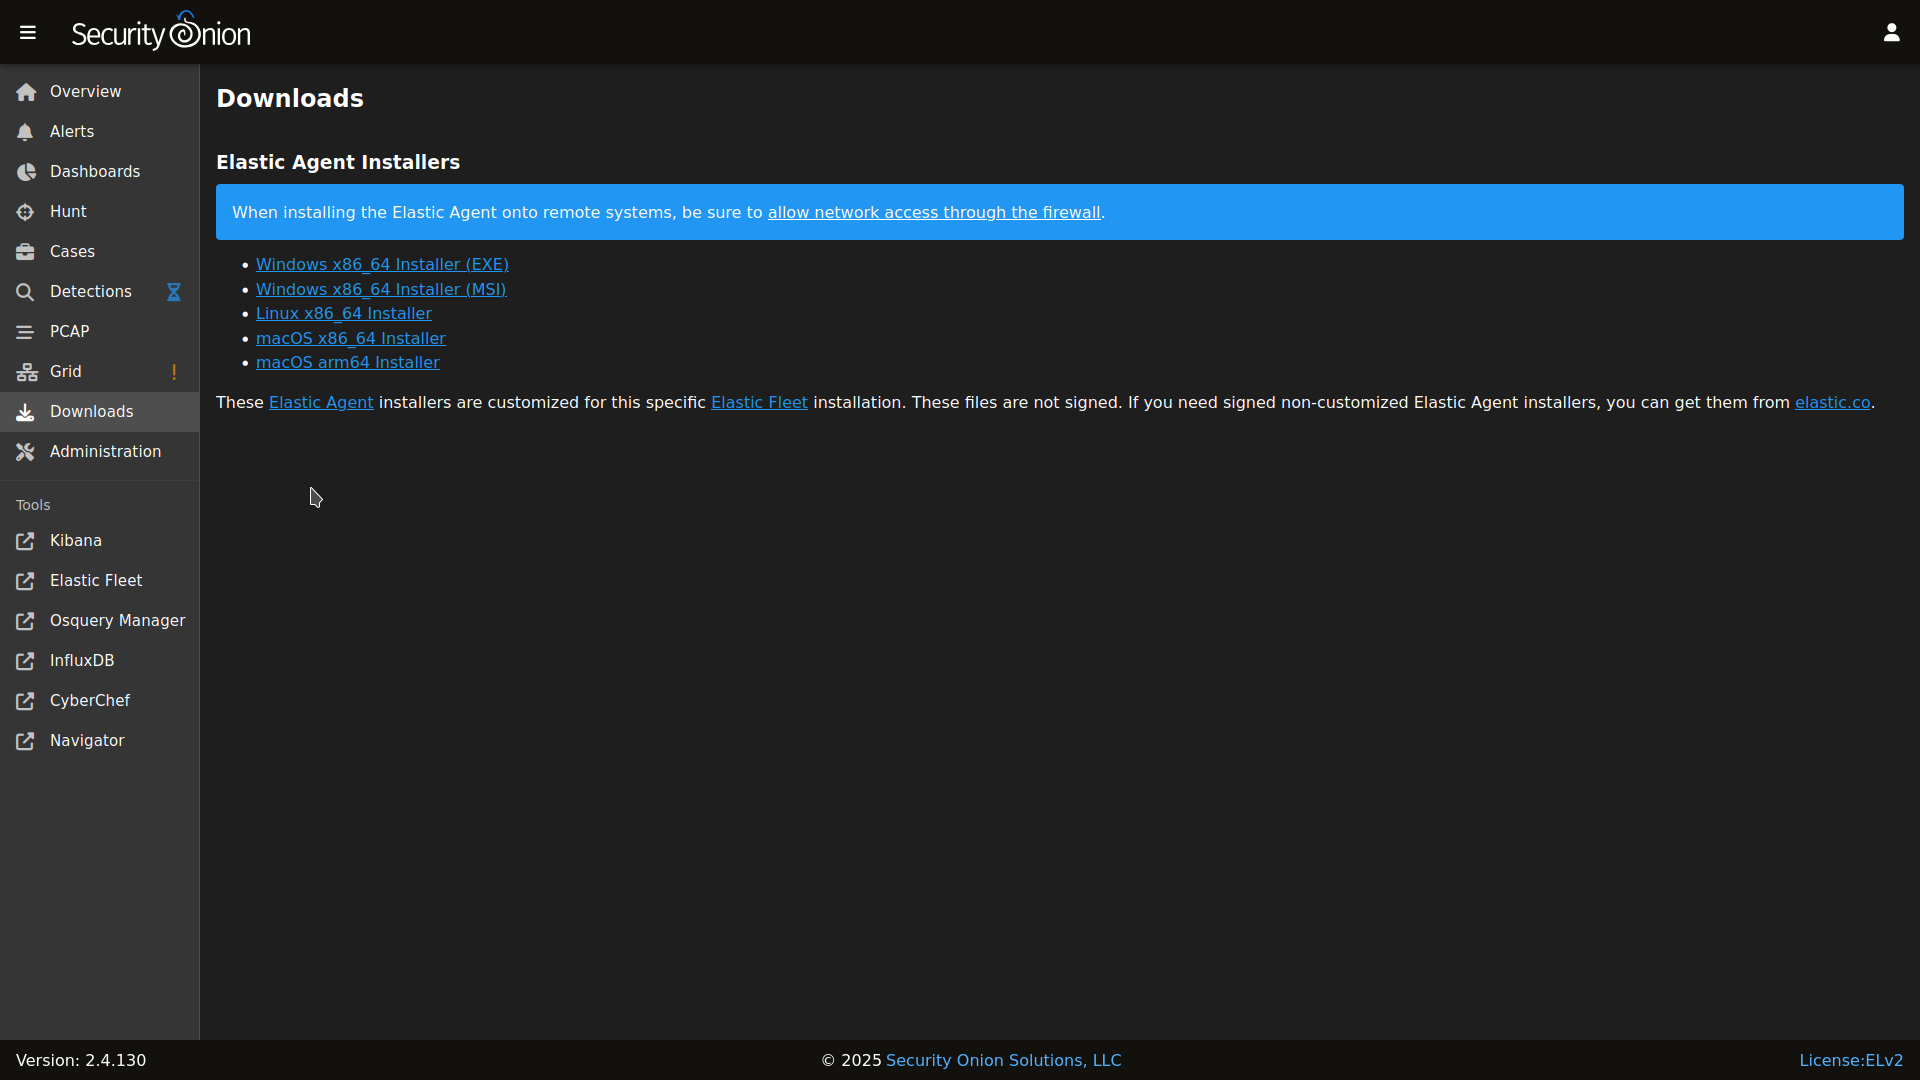 Security Onion
Overview
Alerts
Dashboards
Hunt
Cases
Detections
PCAP
Grid
!
Downloads
Administration
Tools
Kibana
Elastic Fleet
Osquery Manager
InfluxDB
CyberChef
Navigator
Downloads
Elastic Agent Installers
When installing the Elastic Agent onto remote systems, be sure to allow network access through the firewall.
• Windows x86_64 Installer (EXE)
• Windows x86_64 Installer (MSI)
• Linux x86_64 Installer
• macOS x86_64 Installer
• macOS arm64 Installer
These Elastic Agent installers are customized for this specific Elastic Fleet installation. These files are not signed. If you need signed non-customized Elastic Agent installers, you can get them from elastic.co.
Version: 2.4.130
© 2025 Security Onion Solutions, LLC
License:ELv2